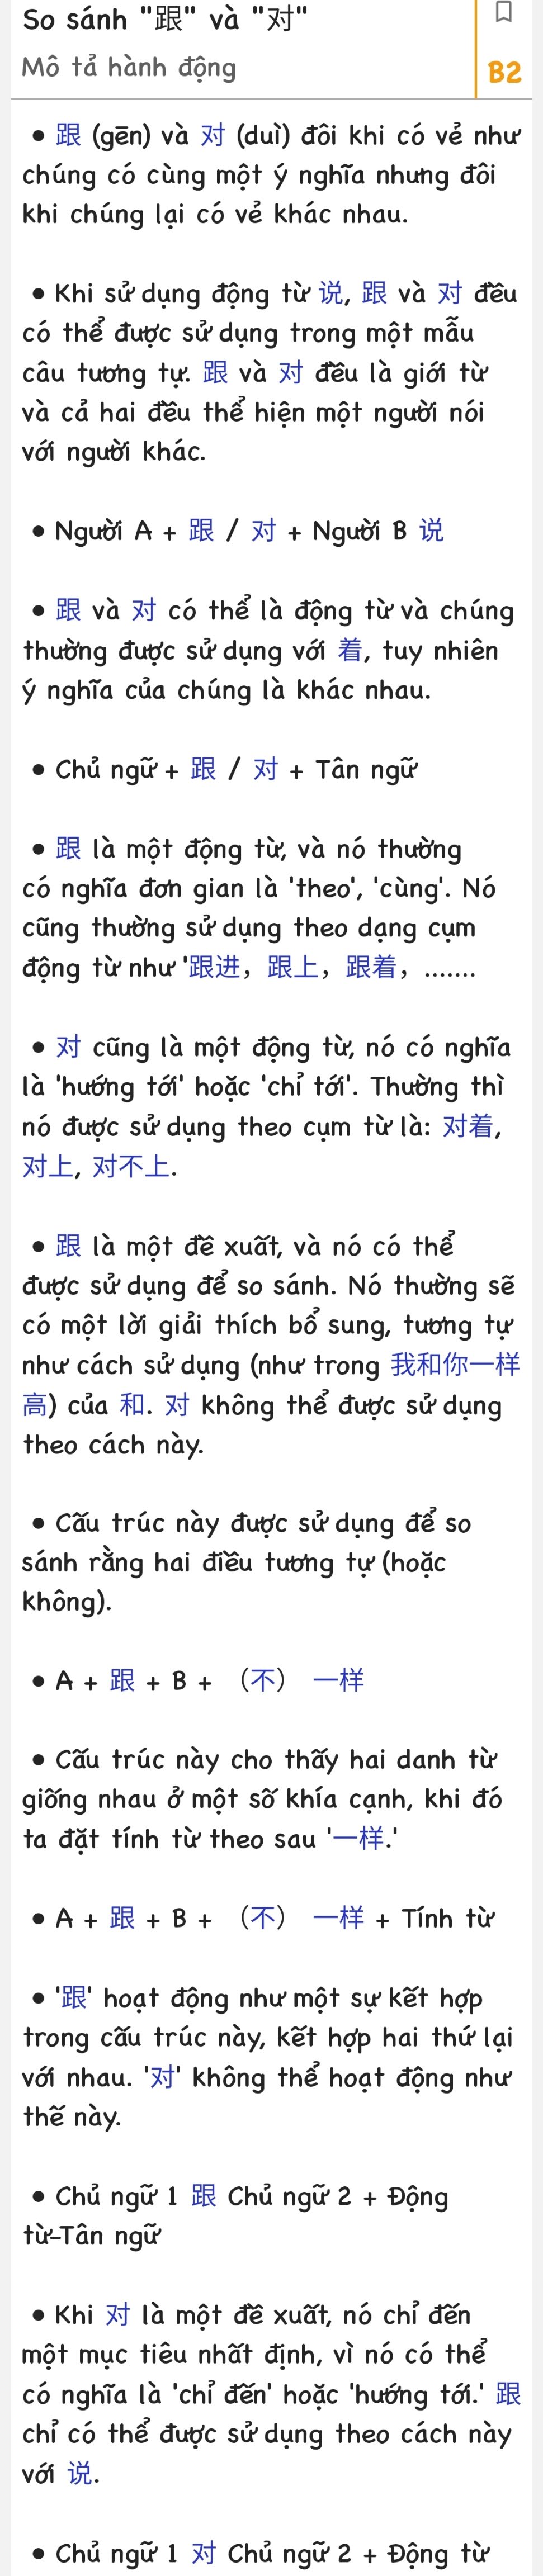 So sánh "跟" và "对"
Mô tả hành động
B2
• 跟 (gēn) và 对 (duì) đôi khi có vẻ như
chúng có cùng một ý nghĩa nhưng đôi
khi chúng lại có vẻ khác nhau.
• Khi sử dụng động từ 说, 跟 và 对 đều
có thể được sử dụng trong một mẫu
câu tương tự. 跟 và 对 đều là giới từ
và cả hai đều thể hiện một người nói
với người khác.
• Người A + 跟 / 对 + Người B 说
• 跟 và 对 có thể là động từ và chúng
thường được sử dụng với 着, tuy nhiên
ý nghĩa của chúng là khác nhau.
• Chủ ngữ + 跟 / 对 + Tân ngữ
• 跟 là một động từ, và nó thường
có nghĩa đơn gian là 'theo', 'cùng'. Nó
cũng thường sử dụng theo dạng cụm
động từ như '跟进，跟上，跟着，.......
• 对 cũng là một động từ, nó có nghĩa
là 'hướng tới' hoặc 'chỉ tới'. Thường thì
nó được sử dụng theo cụm từ là: 对着,
对上, 对不上.
• 跟 là một đề xuất, và nó có thể
được sử dụng để so sánh. Nó thường sẽ
có một lời giải thích bổ sung, tương tự
như cách sử dụng (như trong 我和你一样
高) của 和. 对 không thể được sử dụng
theo cách này.
• Cấu trúc này được sử dụng để so
sánh rằng hai điều tương tự (hoặc
không).
• A + 跟 + B + （不） 一样
• Cấu trúc này cho thấy hai danh từ
giống nhau ở một số khía cạnh, khi đó
ta đặt tính từ theo sau '一样.'
• A + 跟 + B + （不） 一样 + Tính từ
• '跟' hoạt động như một sự kết hợp
trong cấu trúc này, kết hợp hai thứ lại
với nhau. '对' không thể hoạt động như
thế này.
• Chủ ngữ 1 跟 Chủ ngữ 2 + Động
từ-Tân ngữ
• Khi 对 là một đề xuất, nó chỉ đến
một mục tiêu nhất định, vì nó có thể
có nghĩa là 'chỉ đến' hoặc 'hướng tới.' 跟
chỉ có thể được sử dụng theo cách này
với 说.
• Chủ ngữ 1 对 Chủ ngữ 2 + Động từ